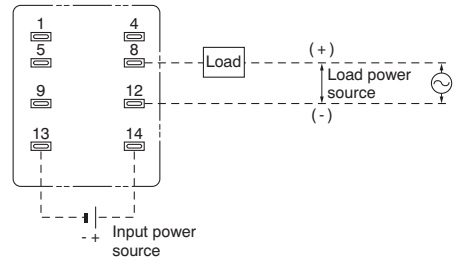 1 4
5 8
Load
(+)
Load power
source
9 12
(-)
13 14
- +
Input power
source